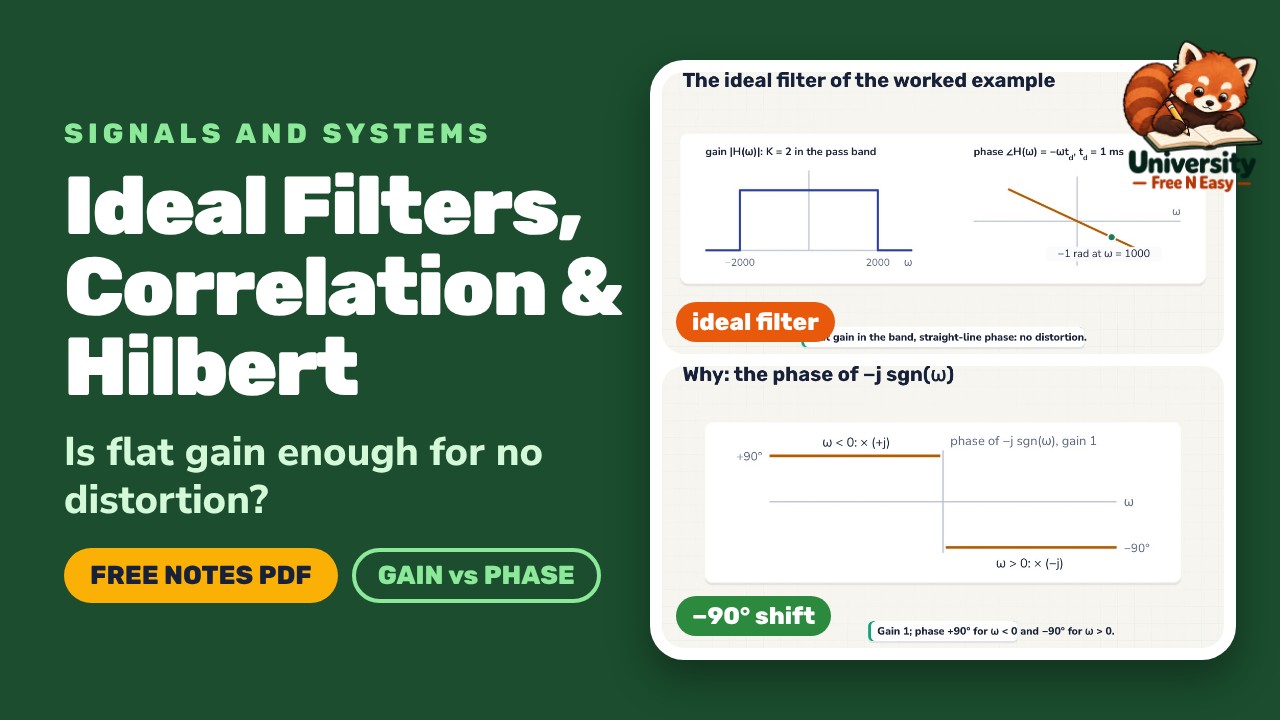 SIGNALS AND SYSTEMS
Ideal Filters,
Correlation &
Hilbert
Is flat gain enough for no
distortion?
FREE NOTES PDF
GAIN vs PHASE
The ideal filter of the worked example
gain |H(ω)|: K = 2 in the pass band
phase ∠H(ω) = −ωt_d, t_d = 1 ms
ω
−1 rad at ω = 1000
−2000
2000
ω
ideal filter
gain in the band, straight-line phase: no distortion.
Why: the phase of −j sgn(ω)
ω < 0: × (+j)
phase of −j sgn(ω), gain 1
+90°
ω
−90°
ω > 0: × (−j)
−90° shift
Gain 1; phase +90° for ω < 0 and −90° for ω > 0.
University
Free N Easy